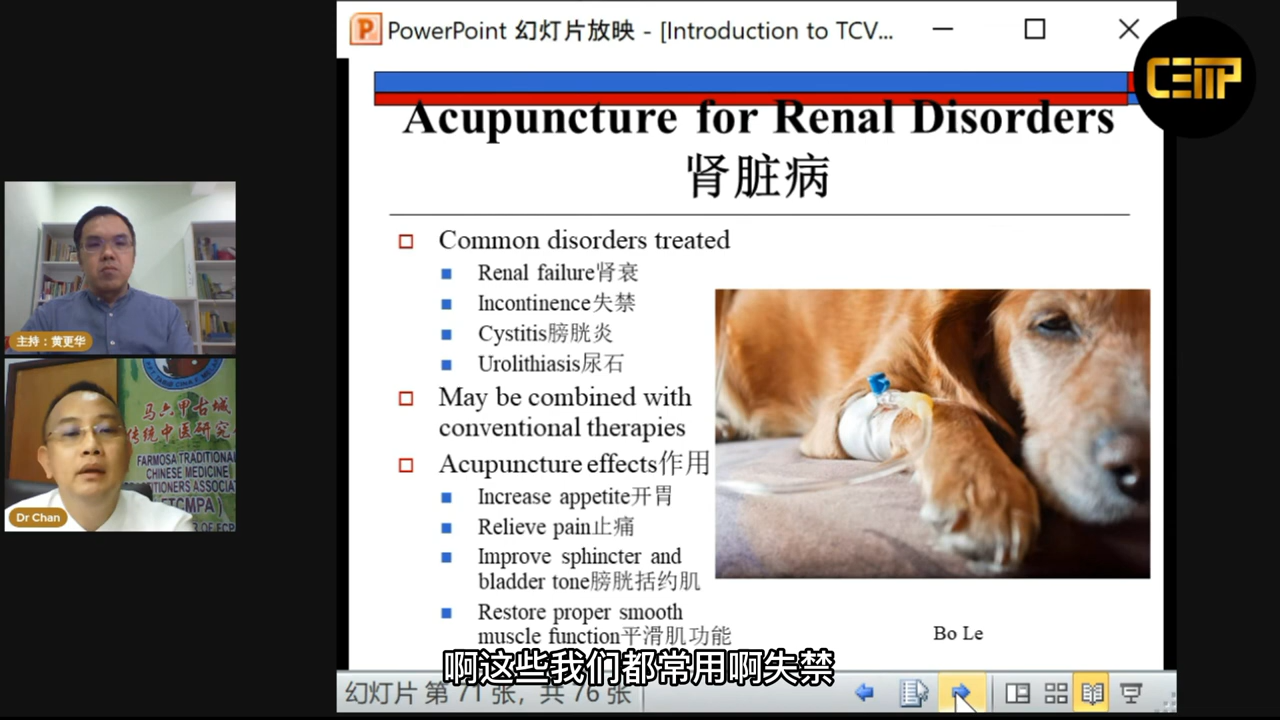 PowerPoint 幻灯片放映 - [Introduction to TCV...
CEMP
Acupuncture for Renal Disorders
肾脏病
Common disorders treated
Renal failure肾衰
Incontinence失禁
Cystitis膀胱炎
Urolithiasis尿石
May be combined with
conventional therapies
Acupuncture effects作用
Increase appetite开胃
Relieve pain止痛
Improve sphincter and
bladder tone膀胱括约肌
Restore proper smooth
muscle function平滑肌功能
Bo Le
主持：黄更华
马六甲古城
传统中医研究
FARMOSA TRADITIONAL
CHINESE MEDICINE
Dr Chan
啊这些我们都常用啊失禁
幻灯片 第 71 张，共 76 张